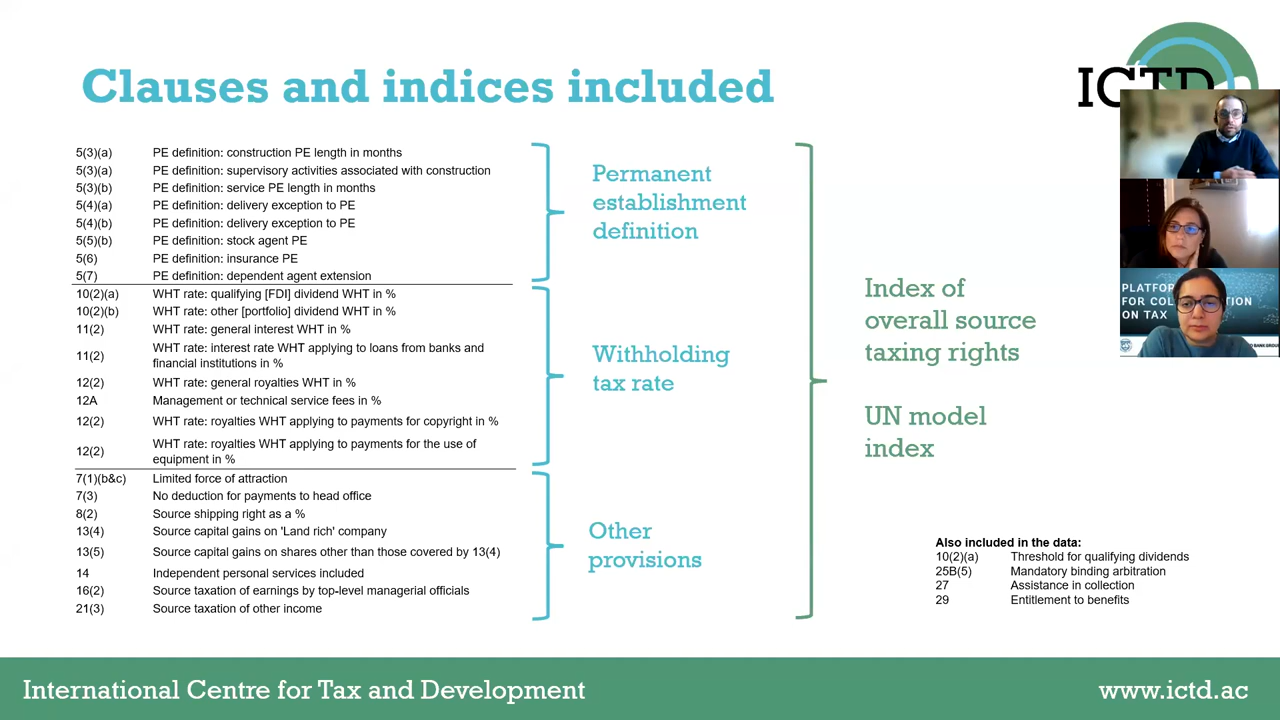 Clauses and indices included
ICTD
5(3)(a) PE definition: construction PE length in months
5(3)(a) PE definition: supervisory activities associated with construction
5(3)(b) PE definition: service PE length in months
5(4)(a) PE definition: delivery exception to PE
5(4)(b) PE definition: delivery exception to PE
5(5)(b) PE definition: stock agent PE
5(6) PE definition: insurance PE
5(7) PE definition: dependent agent extension
10(2)(a) WHT rate: qualifying [FDI] dividend WHT in %
10(2)(b) WHT rate: other [portfolio] dividend WHT in %
11(2) WHT rate: general interest WHT in %
11(2) WHT rate: interest rate WHT applying to loans from banks and
financial institutions in %
12(2) WHT rate: general royalties WHT in %
12A Management or technical service fees in %
12(2) WHT rate: royalties WHT applying to payments for copyright in %
12(2) WHT rate: royalties WHT applying to payments for the use of
equipment in %
7(1)(b&c) Limited force of attraction
7(3) No deduction for payments to head office
8(2) Source shipping right as a %
13(4) Source capital gains on 'Land rich' company
13(5) Source capital gains on shares other than those covered by 13(4)
14 Independent personal services included
16(2) Source taxation of earnings by top-level managerial officials
21(3) Source taxation of other income
Permanent
establishment
definition
Withholding
tax rate
Other
provisions
Index of
overall source
taxing rights
UN model
index
ON TAX
Also included in the data:
10(2)(a) Threshold for qualifying dividends
25B(5) Mandatory binding arbitration
27 Assistance in collection
29 Entitlement to benefits
International Centre for Tax and Development
www.ictd.ac